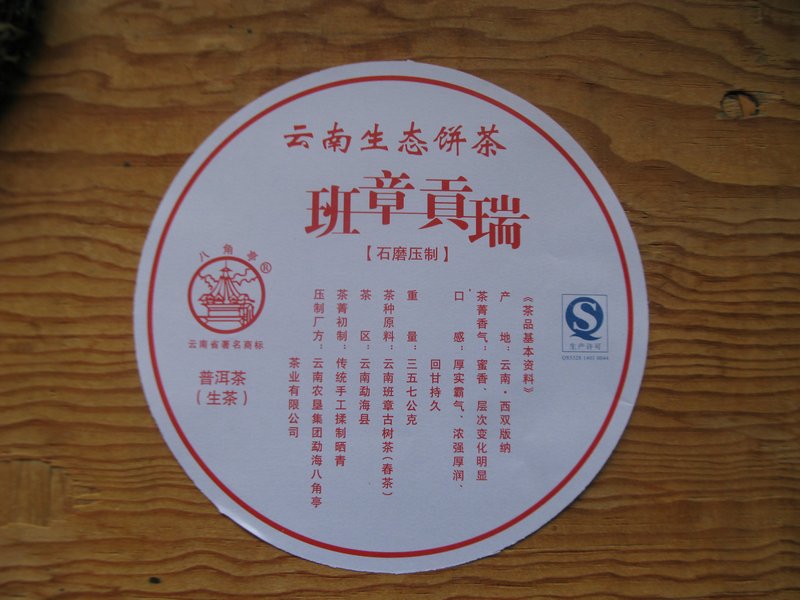 云南生态饼茶
班章貢瑞
【石磨压制】
《茶品基本资料》
产地：云南·西双版纳
茶菁香气：蜜香、层次变化明显
口感：厚实霸气、浓强厚润、
回甘持久
重量：三五七公克
茶种原料：云南班章古树茶（春茶）
茶区：云南勐海县
茶菁初制：传统手工揉制晒青
压制厂方：云南农垦集团勐海八角亭
茶业有限公司
八角亭®
云南省著名商标
普洱茶
（生茶）
QS
生产许可
QS5328 1401 0044